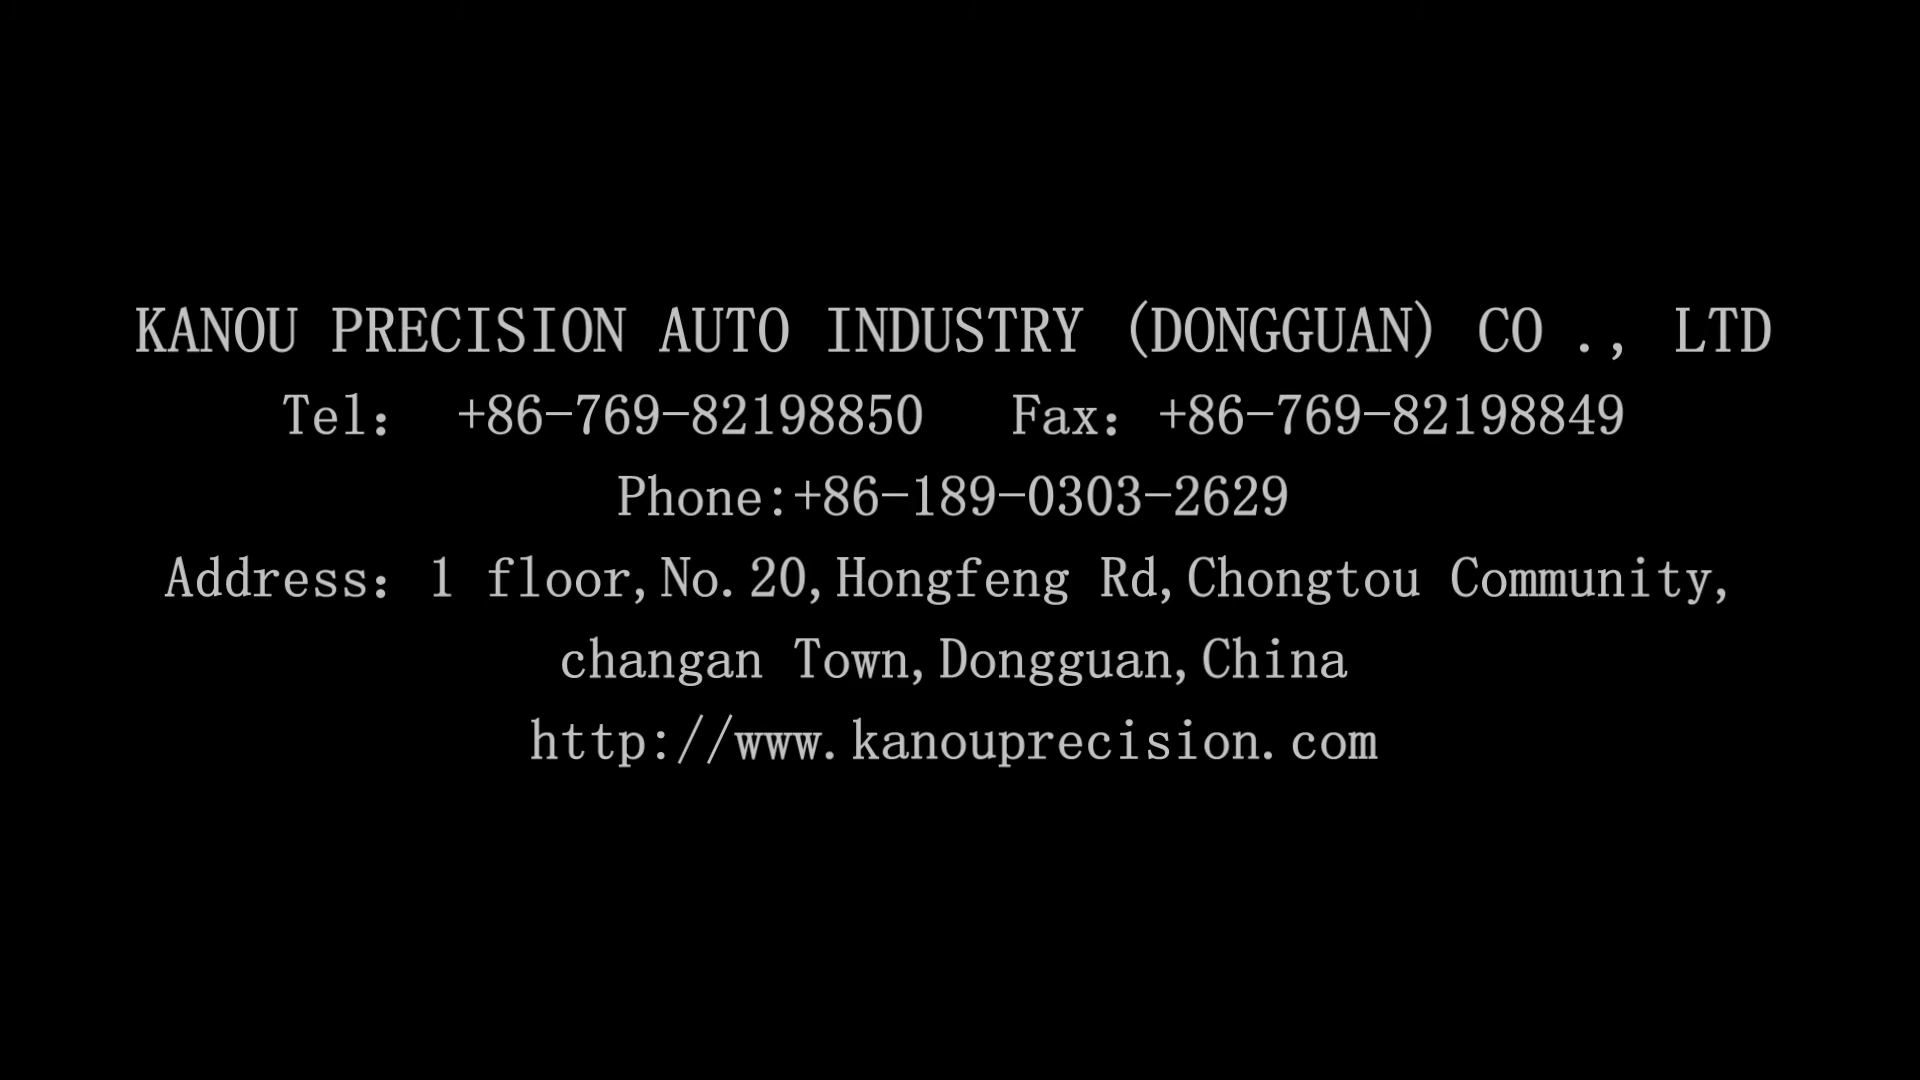 KANOU PRECISION AUTO INDUSTRY (DONGGUAN) CO ., LTD
Tel： +86-769-82198850 Fax：+86-769-82198849
Phone:+86-189-0303-2629
Address：1 floor,No.20,Hongfeng Rd,Chongtou Community,
changan Town,Dongguan,China
http://www.kanouprecision.com